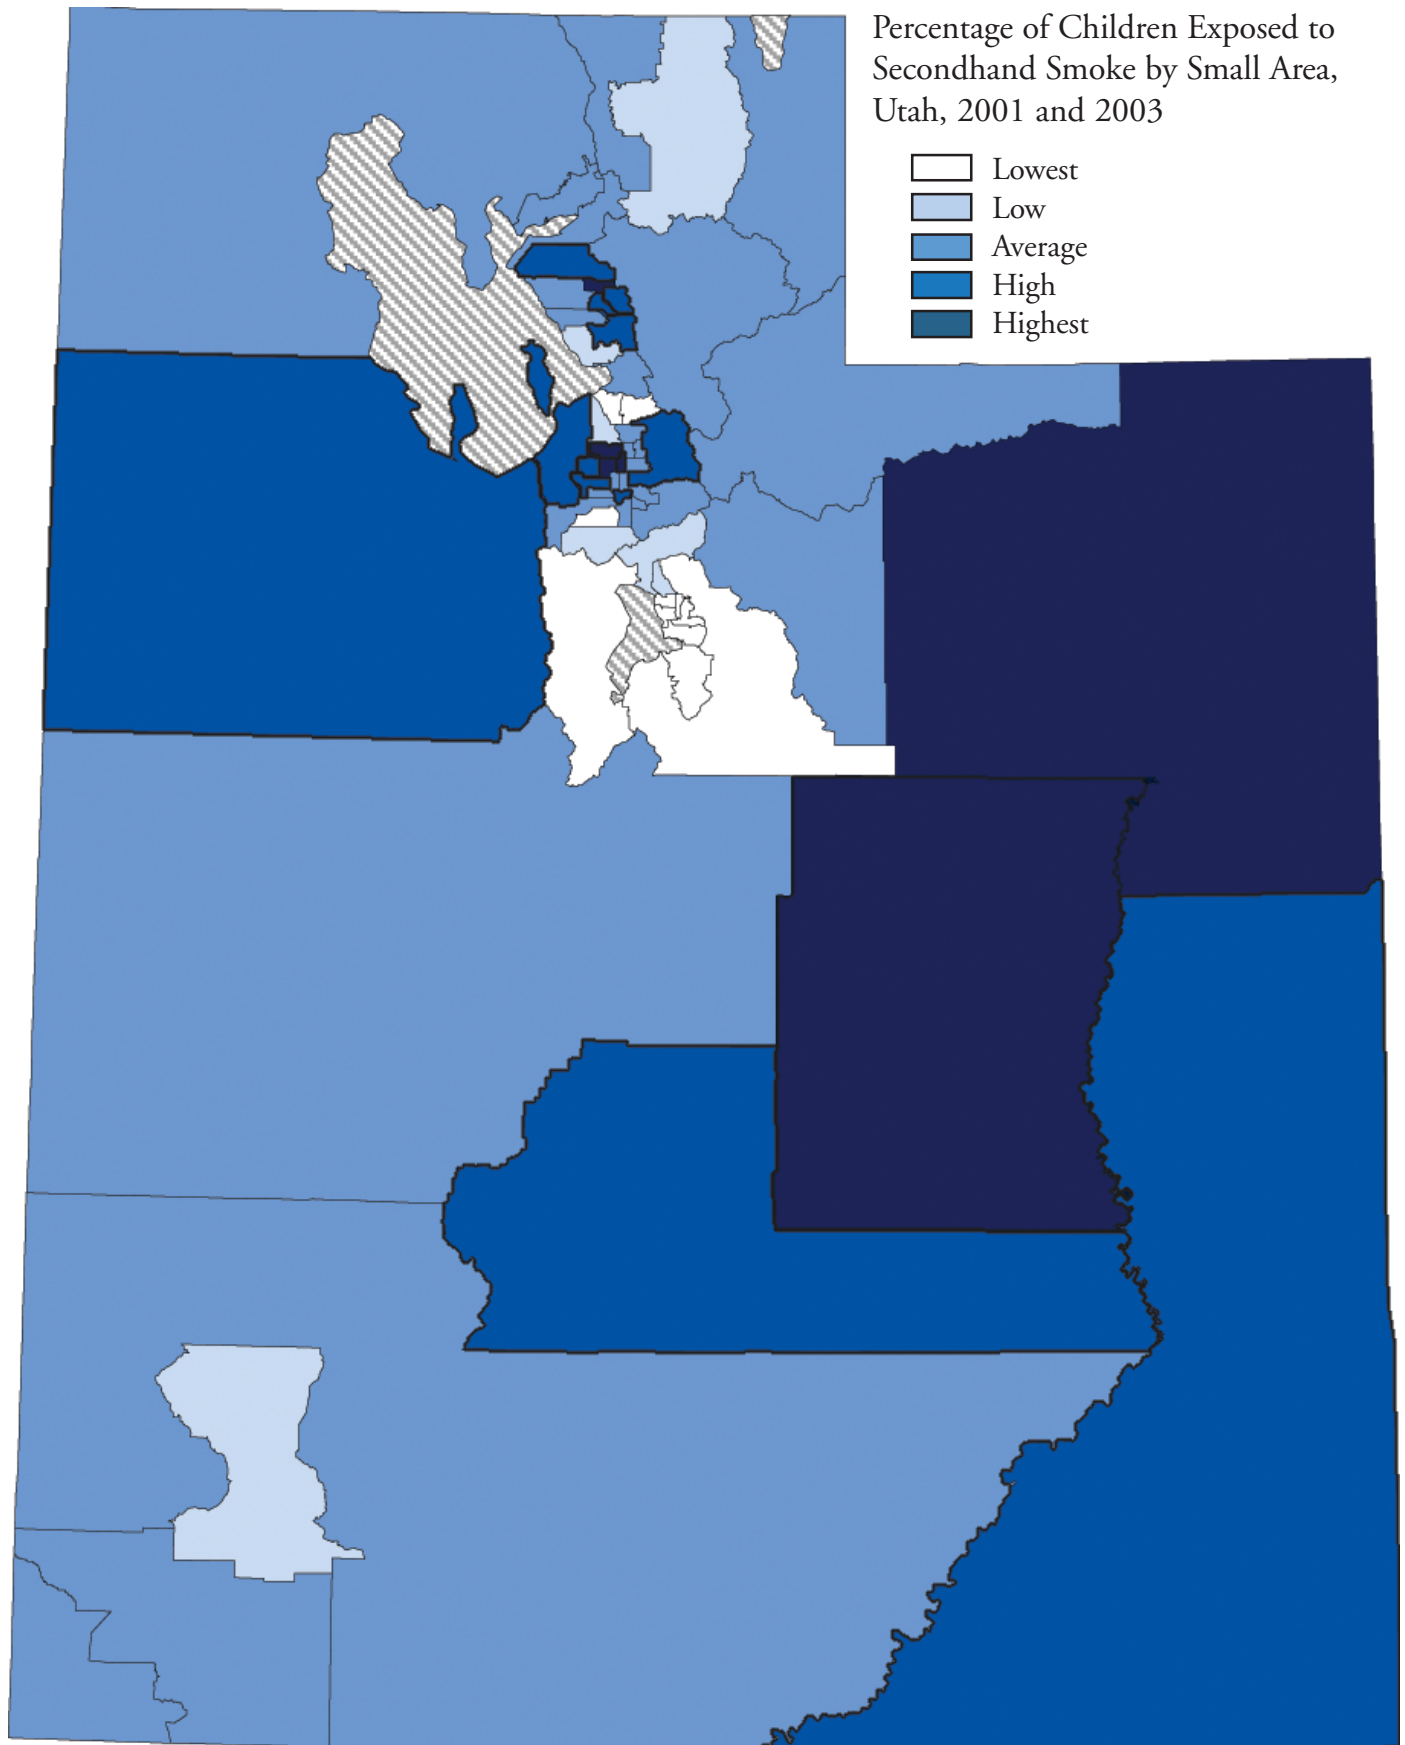 Percentage of Children Exposed to
Secondhand Smoke by Small Area,
Utah, 2001 and 2003
Lowest
Low
Average
High
Highest